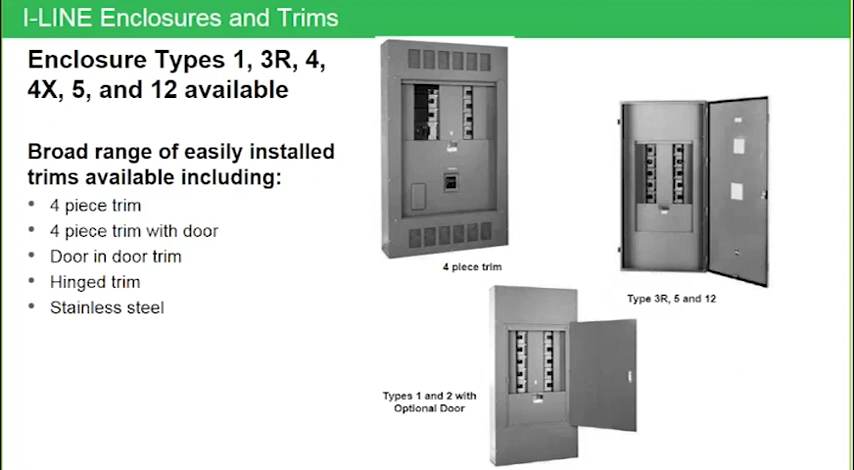 I-LINE Enclosures and Trims
Enclosure Types 1, 3R, 4,
4X, 5, and 12 available
Broad range of easily installed
trims available including:
• 4 piece trim
• 4 piece trim with door
• Door in door trim
• Hinged trim
• Stainless steel
4 piece trim
Type 3R, 5 and 12
Types 1 and 2 with
Optional Door